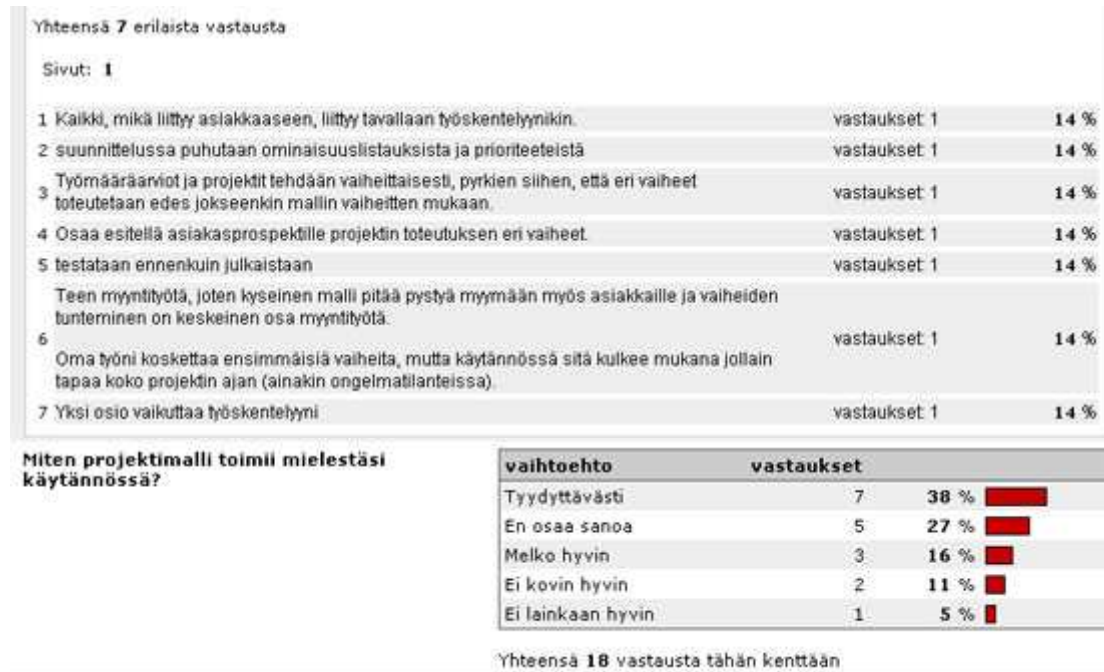 Yhteensä 7 erilaista vastausta
Sivut: 1
1 Kaikki, mikä liittyy asiakkaaseen, liittyy tavallaan työskentelyynikin. vastaukset: 1 14 %
2 suunnittelussa puhutaan ominaisuuslistauksista ja prioriteeteistä vastaukset: 1 14 %
3 Työmääräarviot ja projektit tehdään vaiheittaisesti, pyrkien siihen, että eri vaiheet
toteutetaan edes jokseenkin mallin vaiheitten mukaan. vastaukset: 1 14 %
4 Osaa esitellä asiakasprospektille projektin toteutuksen eri vaiheet. vastaukset: 1 14 %
5 testataan ennenkuin julkaistaan vastaukset: 1 14 %
6 Teen myyntityötä, joten kyseinen malli pitää pystyä myymään myös asiakkaille ja vaiheiden
tunteminen on keskeinen osa myyntityötä.
Oma työni koskettaa ensimmäisiä vaiheita, mutta käytännössä sitä kulkee mukana jollain
tapaa koko projektin ajan (ainakin ongelmatilanteissa). vastaukset: 1 14 %
7 Yksi osio vaikuttaa työskentelyyni vastaukset: 1 14 %
Miten projektimalli toimii mielestäsi
käytännössä?
vaihtoehto vastaukset
Tyydyttävästi 7 38 %
En osaa sanoa 5 27 %
Melko hyvin 3 16 %
Ei kovin hyvin 2 11 %
Ei lainkaan hyvin 1 5 %
Yhteensä 18 vastausta tähän kenttään